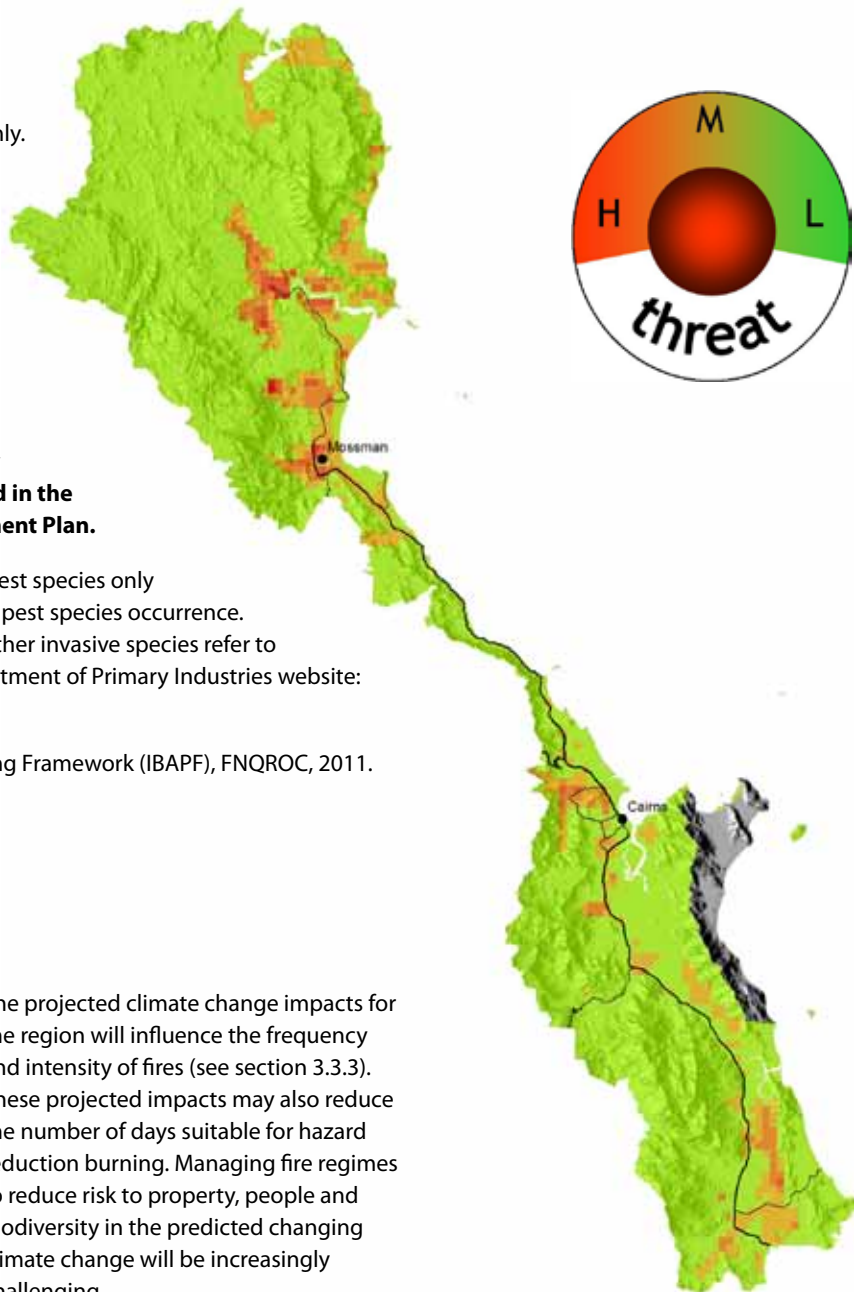 nly.
M
H
L
threat
Mossman
d in the
ent Plan.
est species only
pest species occurrence.
ther invasive species refer to
tment of Primary Industries website:
ng Framework (IBAPF), FNQROC, 2011.
Cairns
he projected climate change impacts for
he region will influence the frequency
nd intensity of fires (see section 3.3.3).
hese projected impacts may also reduce
he number of days suitable for hazard
eduction burning. Managing fire regimes
o reduce risk to property, people and
odiversity in the predicted changing
imate change will be increasingly
hallenging.